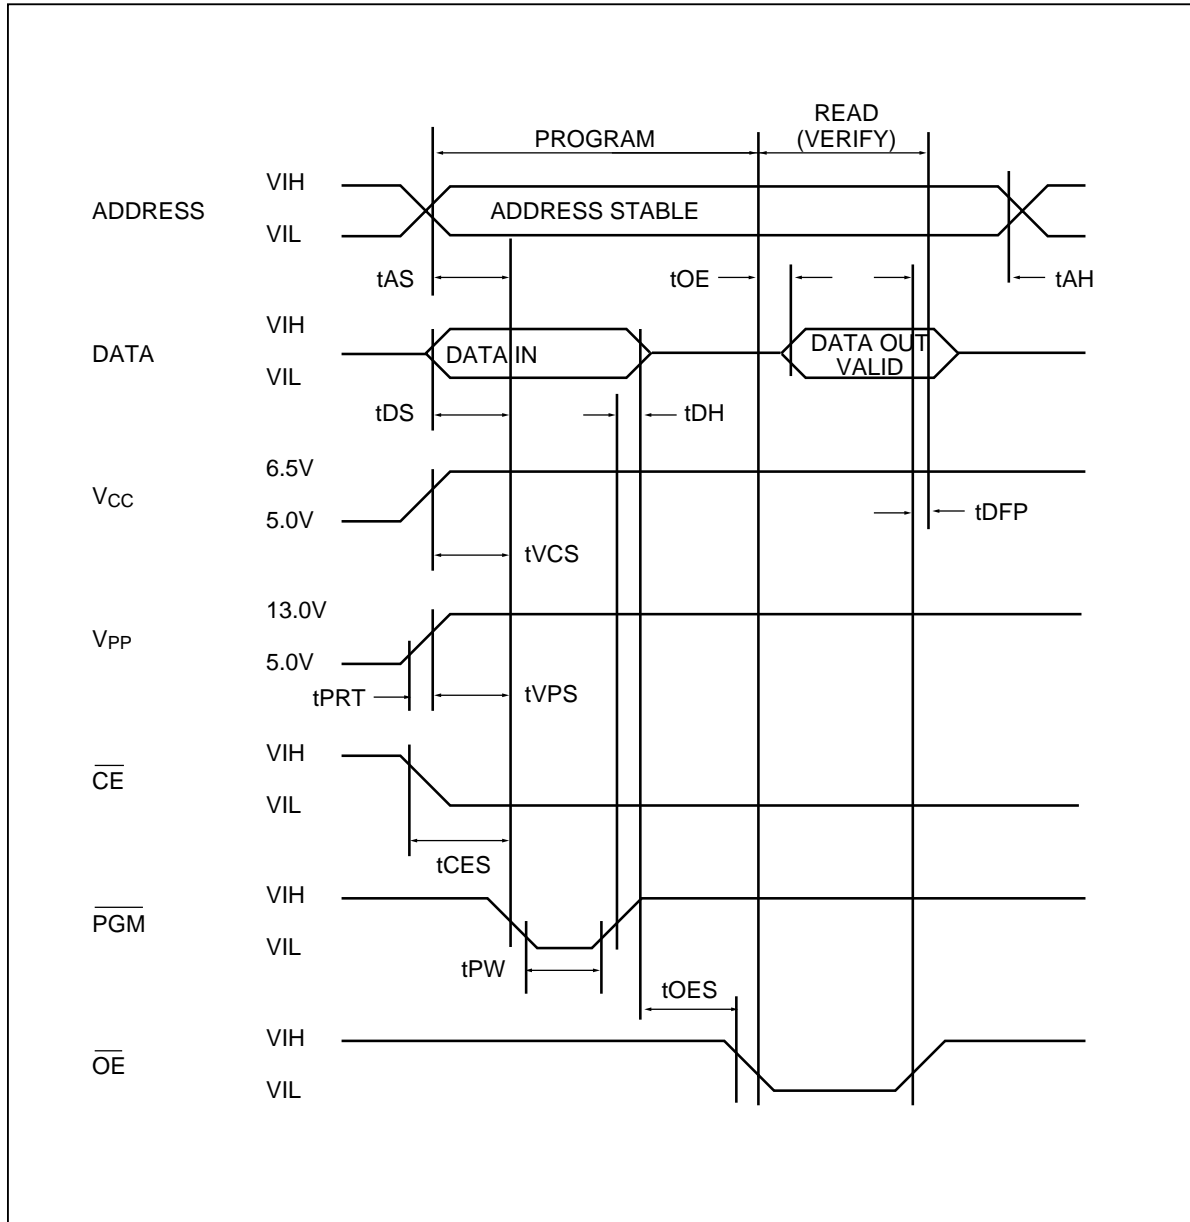 READ
PROGRAM (VERIFY)
VIH
ADDRESS ADDRESS STABLE
VIL
tAS tOE tAH
VIH
DATA DATA IN DATA OUT
VALID
VIL
tDS tDH
6.5V
VCC
5.0V tDFP
tVCS
13.0V
VPP
5.0V
tPRT tVPS
VIH
CE
VIL
tCES
VIH
PGM
VIL
tPW
tOES
VIH
OE
VIL